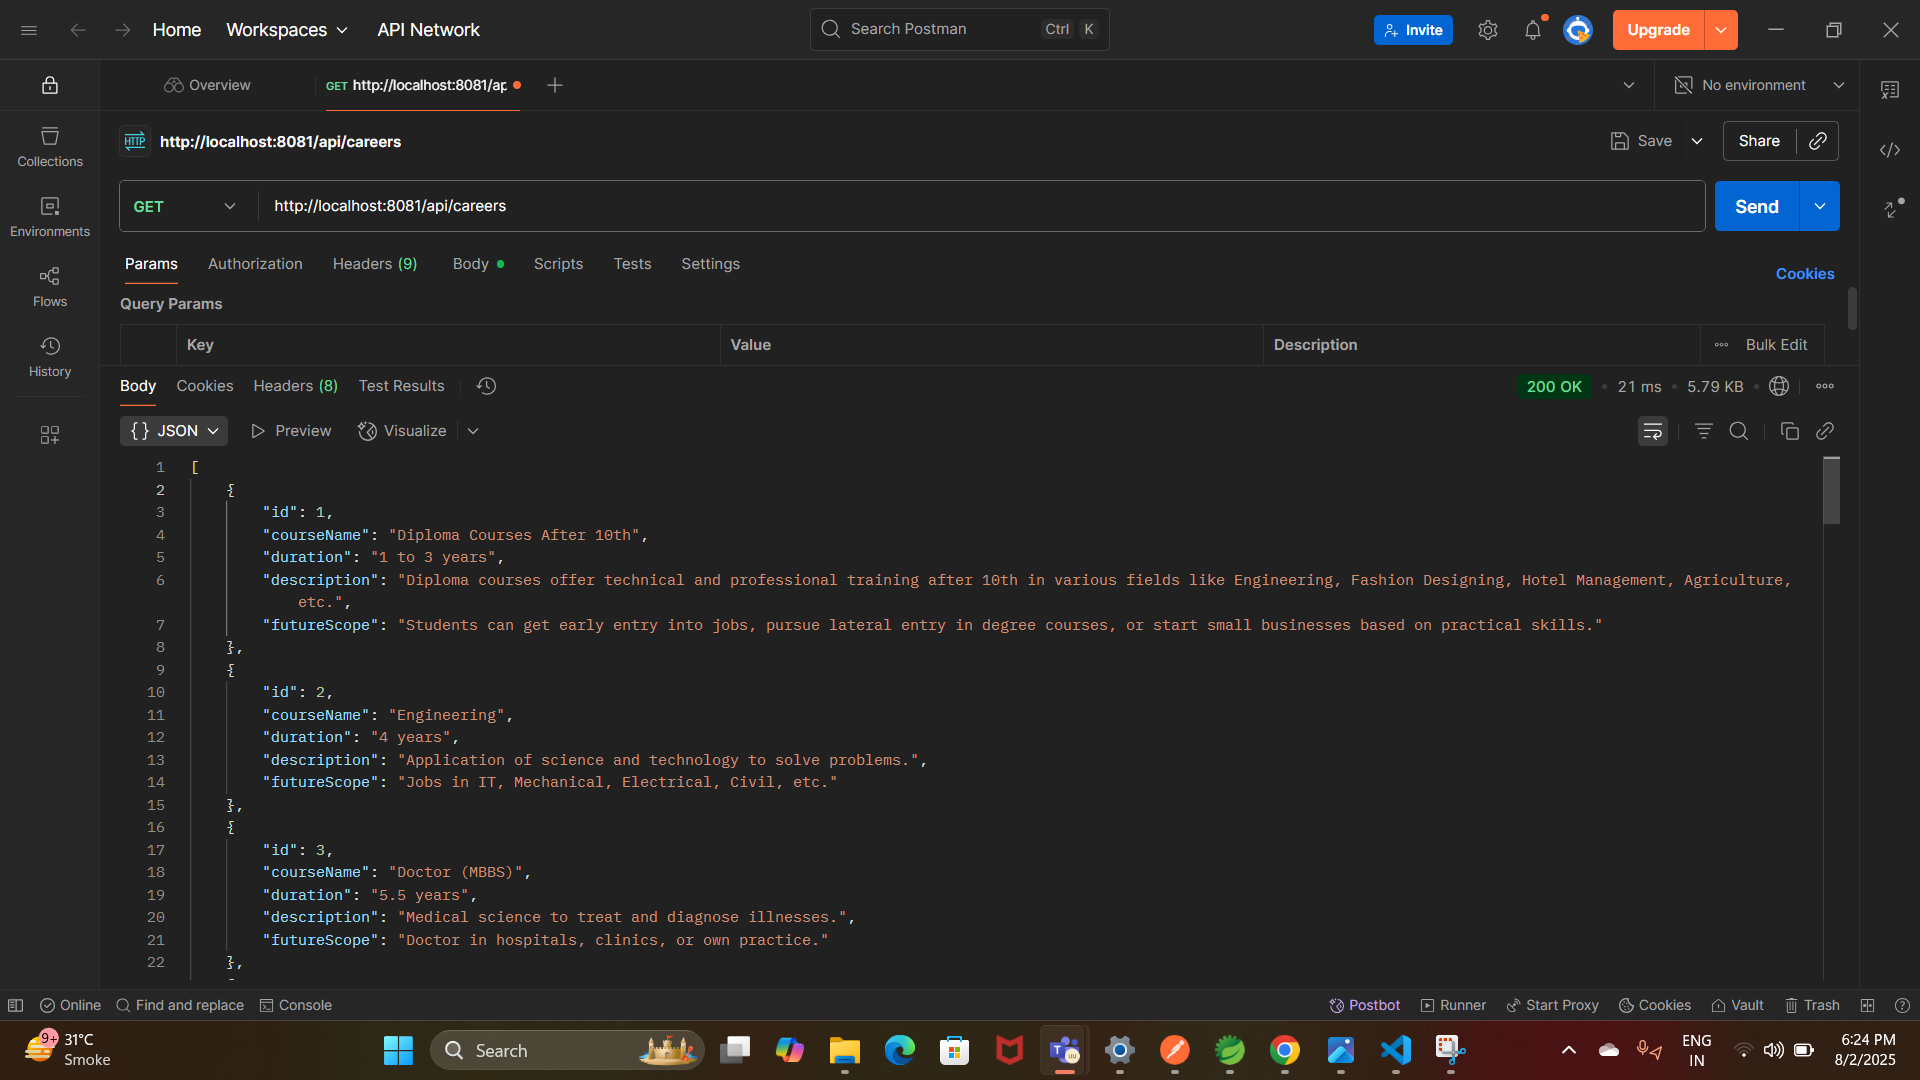 Home
Workspaces
API Network
Search Postman
Ctrl
K
Invite
Upgrade
Overview
GET http://localhost:8081/ap
No environment
Collections
Environments
Flows
History
HTTP
http://localhost:8081/api/careers
Save
Share
GET
http://localhost:8081/api/careers
Send
Params
Authorization
Headers (9)
Body
Scripts
Tests
Settings
Cookies
Query Params
Key
Value
Description
Bulk Edit
Body
Cookies
Headers (8)
Test Results
200 OK
21 ms
5.79 KB
{} JSON
Preview
Visualize
1 [
2 {
3 "id": 1,
4 "courseName": "Diploma Courses After 10th",
5 "duration": "1 to 3 years",
6 "description": "Diploma courses offer technical and professional training after 10th in various fields like Engineering, Fashion Designing, Hotel Management, Agriculture,
etc.",
7 "futureScope": "Students can get early entry into jobs, pursue lateral entry in degree courses, or start small businesses based on practical skills."
8 },
9 {
10 "id": 2,
11 "courseName": "Engineering",
12 "duration": "4 years",
13 "description": "Application of science and technology to solve problems.",
14 "futureScope": "Jobs in IT, Mechanical, Electrical, Civil, etc."
15 },
16 {
17 "id": 3,
18 "courseName": "Doctor (MBBS)",
19 "duration": "5.5 years",
20 "description": "Medical science to treat and diagnose illnesses.",
21 "futureScope": "Doctor in hospitals, clinics, or own practice."
22 },
Online
Find and replace
Console
Postbot
Runner
Start Proxy
Cookies
Vault
Trash
9+
31°C
Smoke
Search
ENG
IN
6:24 PM
8/2/2025